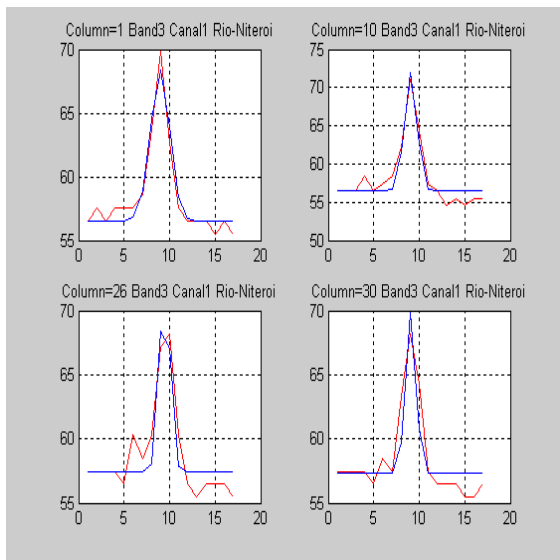 Column=1 Band3 Canal1 Rio-Niteroi
70
65
60
55
0 5 10 15 20
Column=10 Band3 Canal1 Rio-Niteroi
75
70
65
60
55
50
0 5 10 15 20
Column=26 Band3 Canal1 Rio-Niteroi
70
65
60
55
0 5 10 15 20
Column=30 Band3 Canal1 Rio-Niteroi
70
65
60
55
0 5 10 15 20